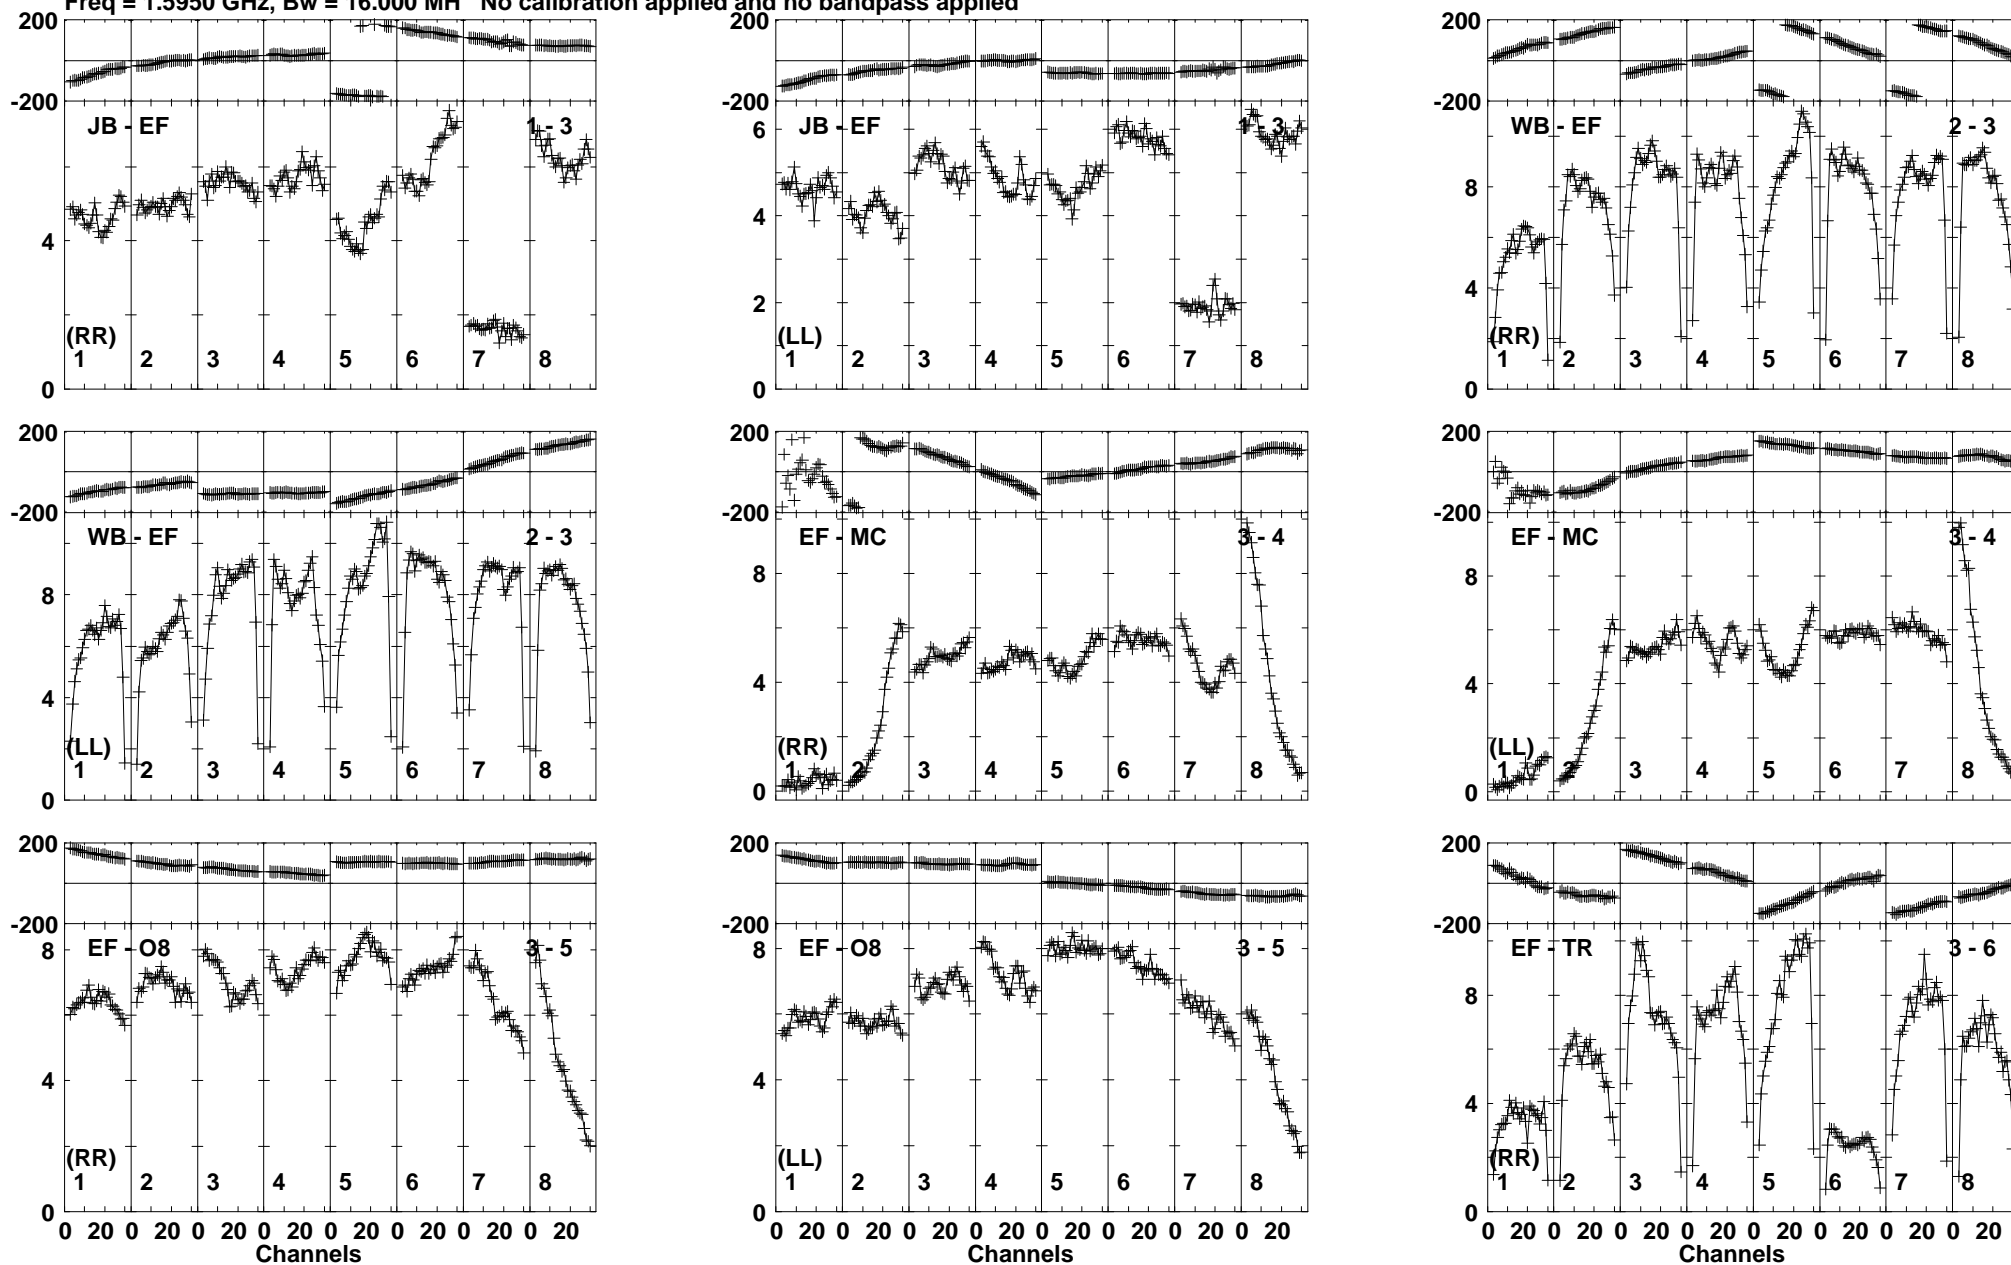 Freq = 1.5950 GHz, Bw = 16.000 MH No calibration applied and no bandpass applied
200 200 200
-200 -200 -200
JB - EF 1 - 3 JB - EF 1 - 3 WB - EF 2 - 3
6
8
4 4
4
2
(RR) (LL) (RR)
1 2 3 4 5 6 7 8 1 2 3 4 5 6 7 8 1 2 3 4 5 6 7 8
0 0 0
200 200 200
-200 -200 -200
WB - EF 2 - 3 EF - MC 3 - 4 EF - MC 3 - 4
8 8 8
4 4 4
(LL) (RR) (LL)
1 2 3 4 5 6 7 8 1 2 3 4 5 6 7 8 1 2 3 4 5 6 7 8
0 0 0
200 200 200
-200 -200 -200
EF - O8 3 - 5 EF - O8 3 - 5 EF - TR 3 - 6
8 8 8
4 4 4
(RR) (LL) (RR)
1 2 3 4 5 6 7 8 1 2 3 4 5 6 7 8 1 2 3 4 5 6 7 8
0 0 0
0 20 0 20 0 20 0 20 0 20 0 20 0 20 0 20 0 20 0 20 0 20 0 20 0 20 0 20 0 20 0 20 0 20 0 20 0 20 0 20 0 20 0 20 0 20 0 20
Channels Channels Channels